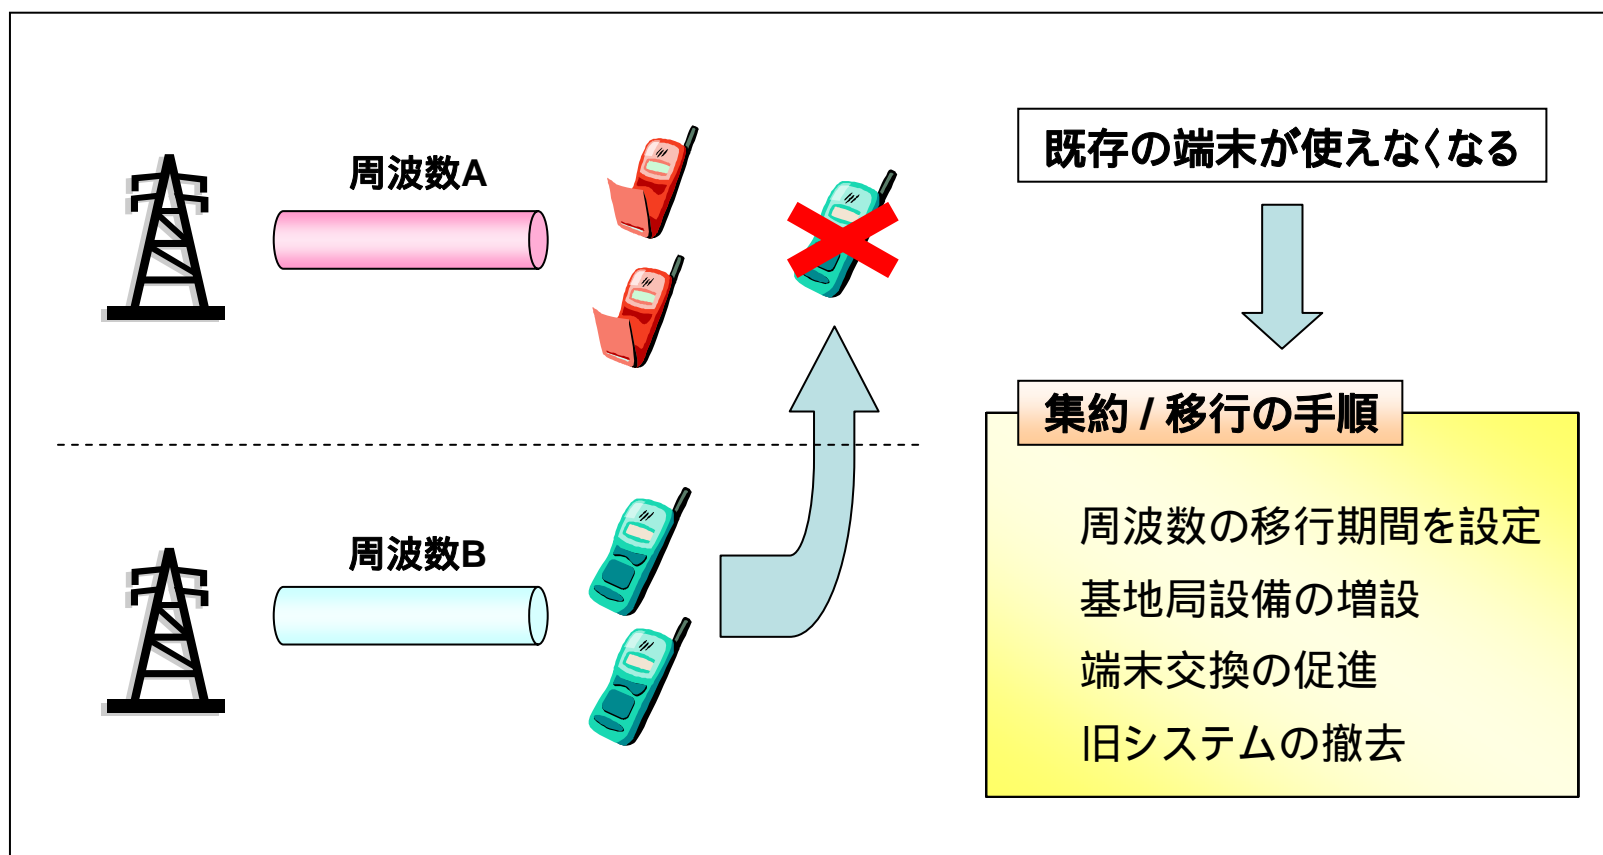 周波数A
周波数B
既存の端末が使えなくなる
集約 / 移行の手順
周波数の移行期間を設定
基地局設備の増設
端末交換の促進
旧システムの撤去